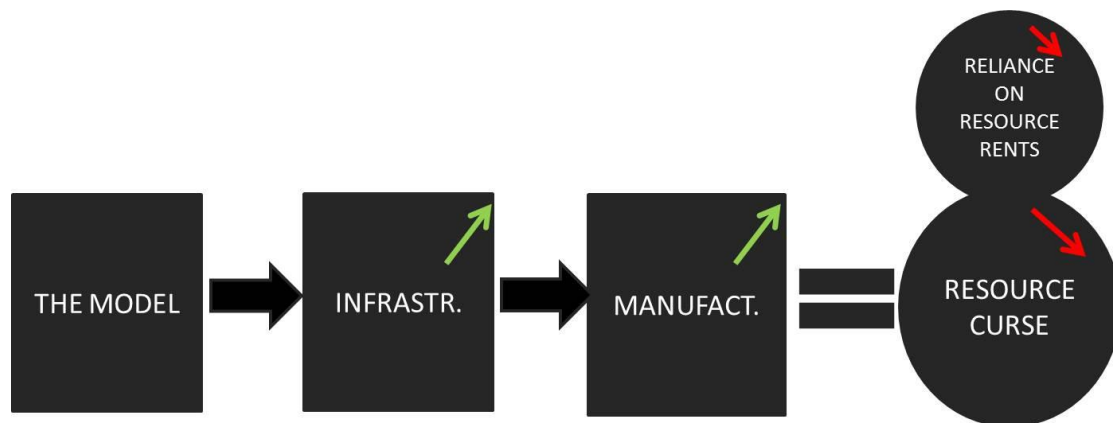 THE MODEL
INFRASTR.
MANUFACT.
RELIANCE
ON
RESOURCE
RENTS
RESOURCE
CURSE